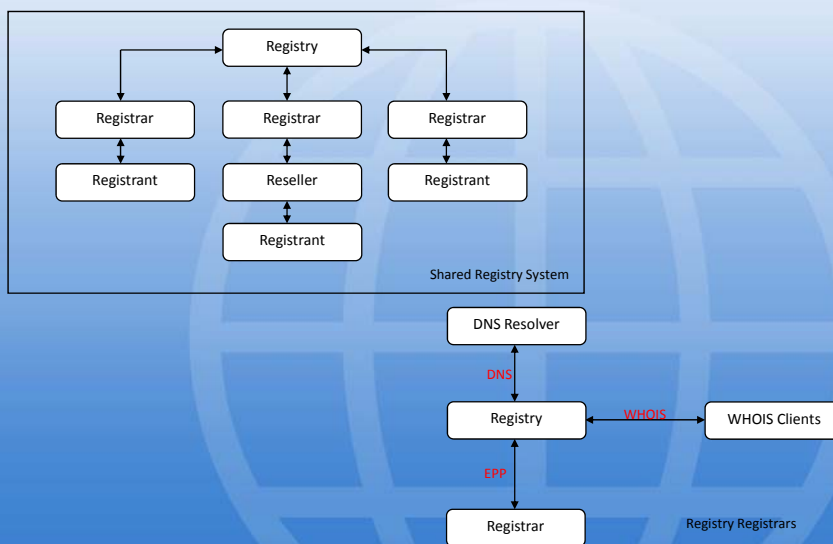 Registry
Registrar
Registrar
Registrar
Registrant
Reseller
Registrant
Registrant
Shared Registry System
DNS Resolver
DNS
Registry
WHOIS
WHOIS Clients
EPP
Registrar
Registry Registrars